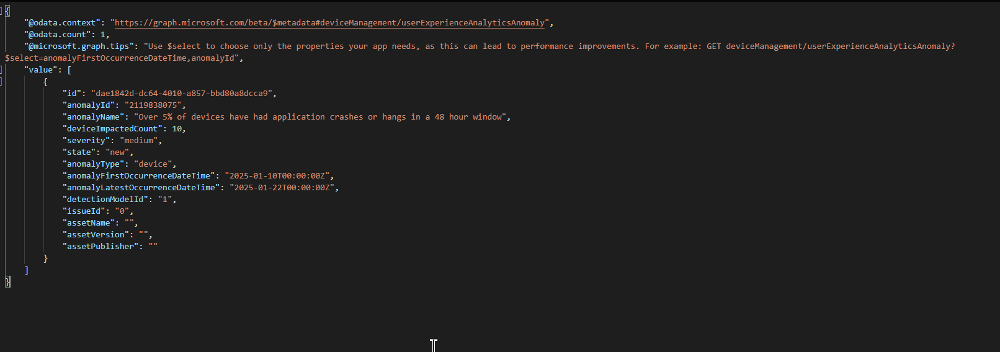 {
"@odata.context": "https://graph.microsoft.com/beta/$metadata#deviceManagement/userExperienceAnalyticsAnomaly",
"@odata.count": 1,
"@microsoft.graph.tips": "Use $select to choose only the properties your app needs, as this can lead to performance improvements. For example: GET deviceManagement/userExperienceAnalyticsAnomaly?
$select=anomalyFirstOccurrenceDateTime,anomalyId",
"value": [
{
"id": "dae1842d-dc64-4010-a857-bbd80a8dcca9",
"anomalyId": "2119838075",
"anomalyName": "Over 5% of devices have had application crashes or hangs in a 48 hour window",
"deviceImpactedCount": 10,
"severity": "medium",
"state": "new",
"anomalyType": "device",
"anomalyFirstOccurrenceDateTime": "2025-01-10T00:00:00Z",
"anomalyLatestOccurrenceDateTime": "2025-01-22T00:00:00Z",
"detectionModelId": "1",
"issueId": "0",
"assetName": "",
"assetVersion": "",
"assetPublisher": ""
}
]
}